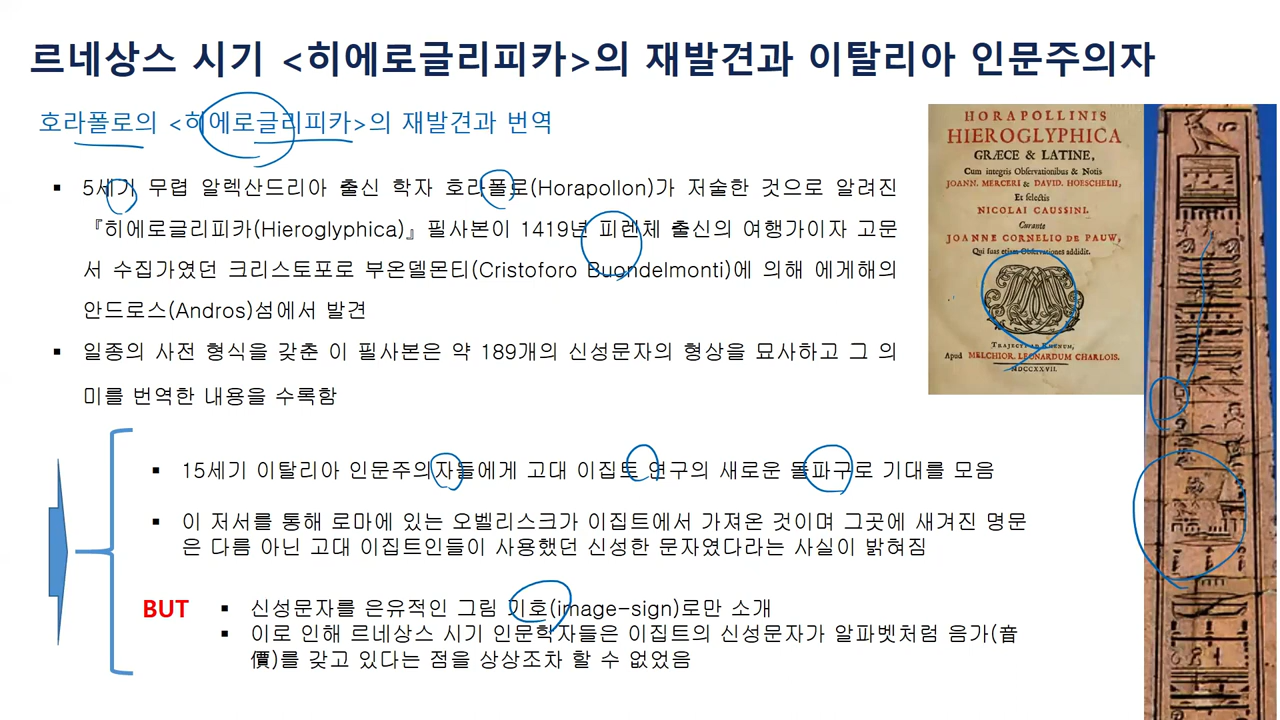 르네상스 시기 <히에로글리피카>의 재발견과 이탈리아 인문주의자
호라폴로의 <히에로글리피카>의 재발견과 번역
▪ 5세기 무렵 알렉산드리아 출신 학자 호라폴로(Horapollon)가 저술한 것으로 알려진
『히에로글리피카(Hieroglyphica)』필사본이 1419년 피렌체 출신의 여행가이자 고문
서 수집가였던 크리스토포로 부온델몬티(Cristoforo Buondelmonti)에 의해 에게해의
안드로스(Andros)섬에서 발견
▪ 일종의 사전 형식을 갖춘 이 필사본은 약 189개의 신성문자의 형상을 묘사하고 그 의
미를 번역한 내용을 수록함
▪ 15세기 이탈리아 인문주의자들에게 고대 이집트 연구의 새로운 돌파구로 기대를 모음
▪ 이 저서를 통해 로마에 있는 오벨리스크가 이집트에서 가져온 것이며 그곳에 새겨진 명문
은 다름 아닌 고대 이집트인들이 사용했던 신성한 문자였다라는 사실이 밝혀짐
BUT ▪ 신성문자를 은유적인 그림 기호(image-sign)로만 소개
▪ 이로 인해 르네상스 시기 인문학자들은 이집트의 신성문자가 알파벳처럼 음가(音
價)를 갖고 있다는 점을 상상조차 할 수 없었음
HORAPOLLINIS
HIEROGLYPHICA
GRÆCE & LATINE,
Cum integris Observationibus & Notis
JOANN. MERCERI & DAVID. HOESCHELII,
Et selectis
NICOLAI CAUSSINI.
Curante
JOANNE CORNELIO DE PAUW,
Qui suas etiam Observationes addidit.
TRAJECTI AD RHENUM,
Apud MELCHIOR. LEONARDUM CHARLOIS.
MDCCXXVII.